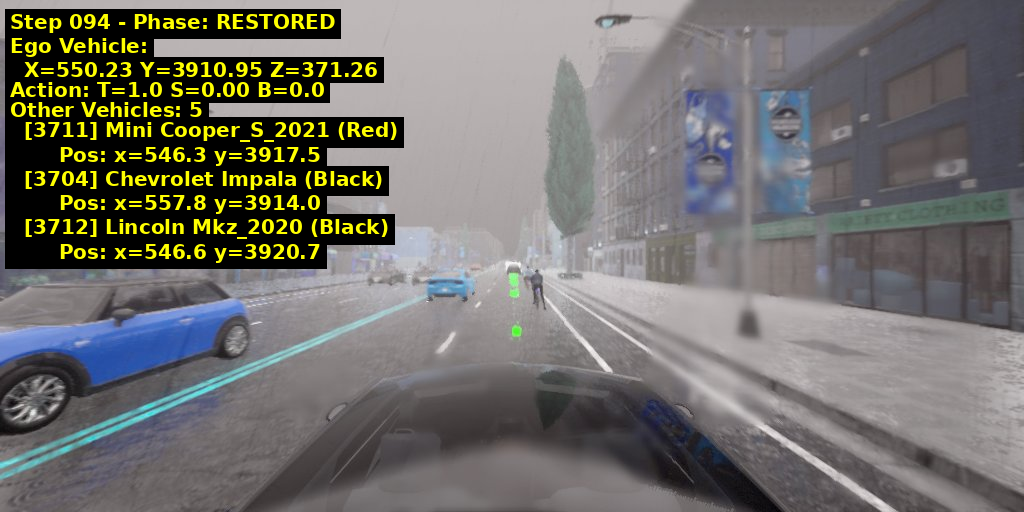 Step 094 - Phase: RESTORED
Ego Vehicle:
X=550.23 Y=3910.95 Z=371.26
Action: T=1.0 S=0.00 B=0.0
Other Vehicles: 5
[3711] Mini Cooper_S_2021 (Red)
Pos: x=546.3 y=3917.5
[3704] Chevrolet Impala (Black)
Pos: x=557.8 y=3914.0
[3712] Lincoln Mkz_2020 (Black)
Pos: x=546.6 y=3920.7
CLOTHING